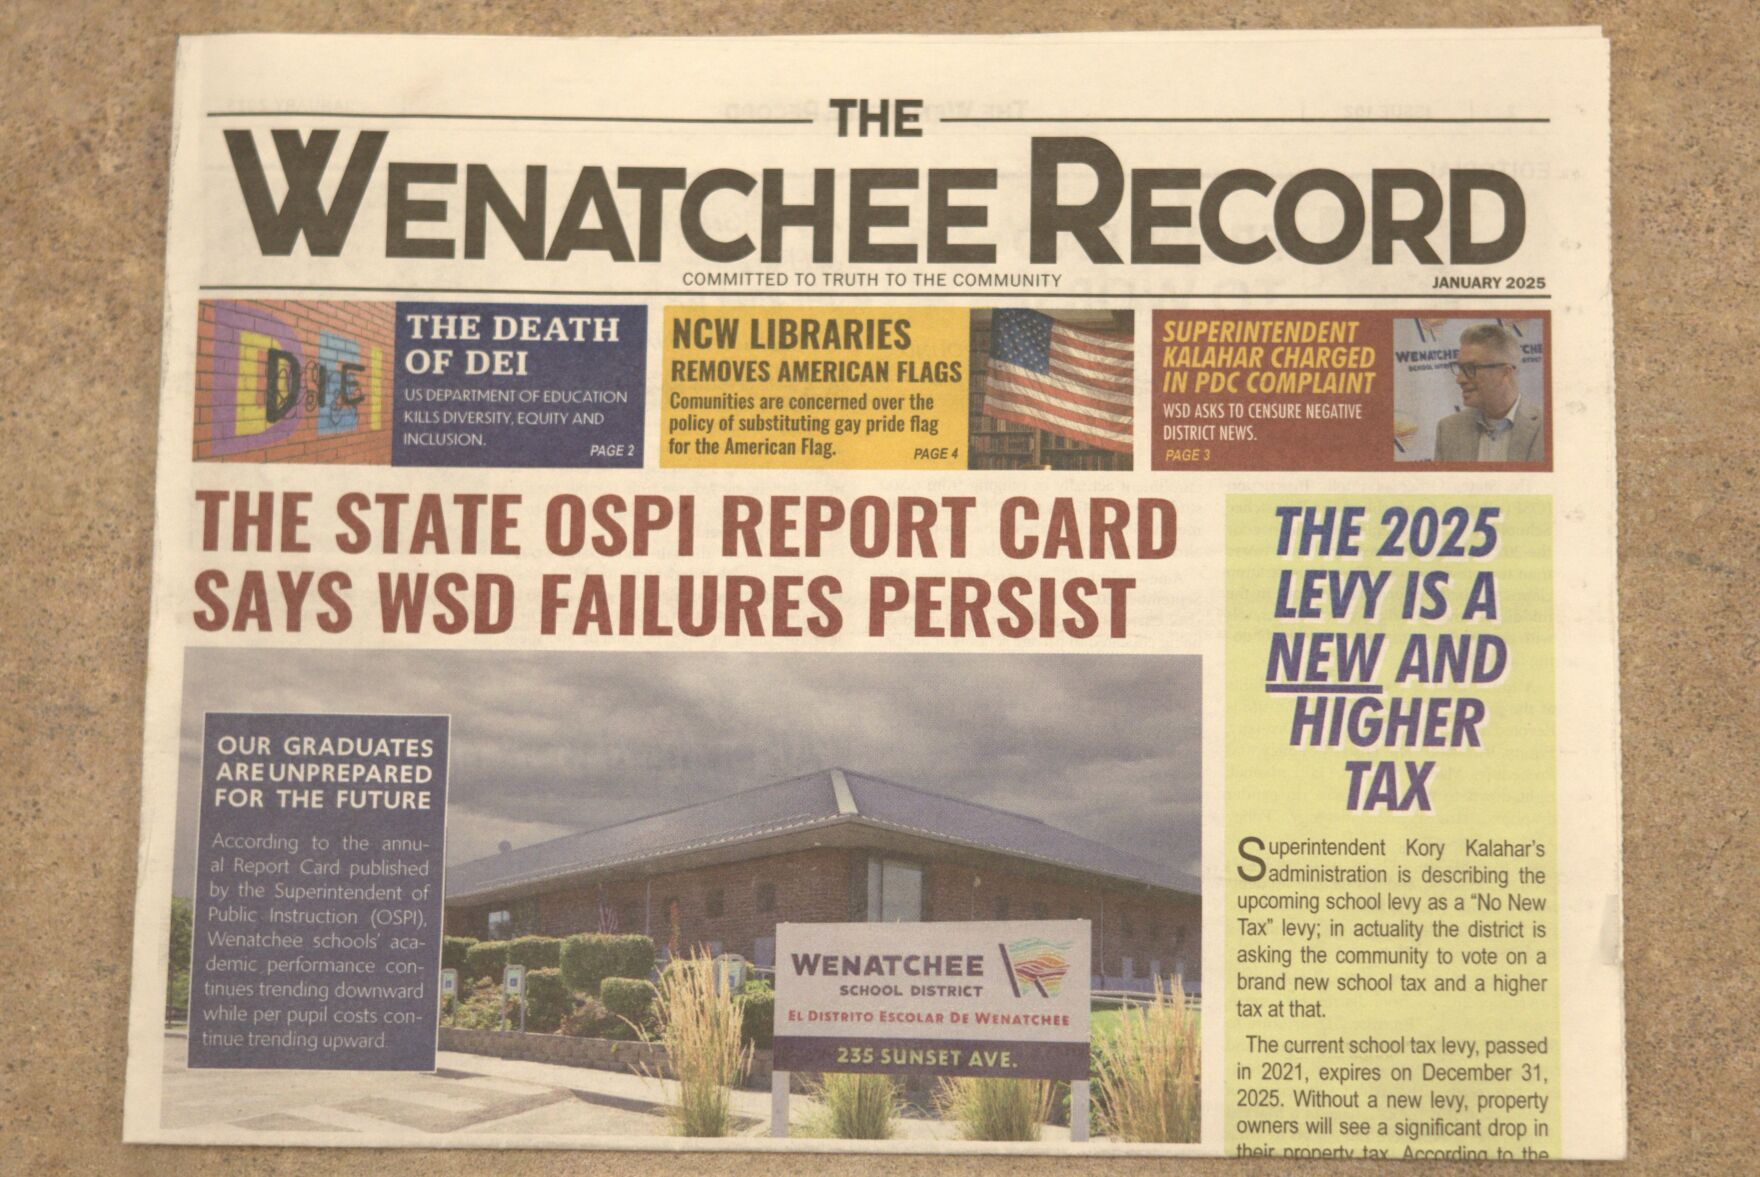 THE
WENATCHEE RECORD
COMMITTED TO TRUTH TO THE COMMUNITY
JANUARY 2025
DEI
DIE
THE DEATH
OF DEI
US DEPARTMENT OF EDUCATION
KILLS DIVERSITY, EQUITY AND
INCLUSION.
PAGE 2
NCW LIBRARIES
REMOVES AMERICAN FLAGS
Comunities are concerned over the
policy of substituting gay pride flag
for the American Flag.
PAGE 4
SUPERINTENDENT
KALAHAR CHARGED
IN PDC COMPLAINT
WSD ASKS TO CENSURE NEGATIVE
DISTRICT NEWS.
PAGE 3
WENATCHE
THE STATE OSPI REPORT CARD
SAYS WSD FAILURES PERSIST
OUR GRADUATES
ARE UNPREPARED
FOR THE FUTURE
According to the annu-
al Report Card published
by the Superintendent of
Public Instruction (OSPI),
Wenatchee schools' aca-
demic performance con-
tinues trending downward
while per pupil costs con-
tinue trending upward.
WENATCHEE
SCHOOL DISTRICT
EL DISTRITO ESCOLAR DE WENATCHEE
235 SUNSET AVE.
THE 2025
LEVY IS A
NEW AND
HIGHER
TAX
Superintendent Kory Kalahar's
administration is describing the
upcoming school levy as a "No New
Tax" levy; in actuality the district is
asking the community to vote on a
brand new school tax and a higher
tax at that.
The current school tax levy, passed
in 2021, expires on December 31,
2025. Without a new levy, property
owners will see a significant drop in
their property tax. According to the